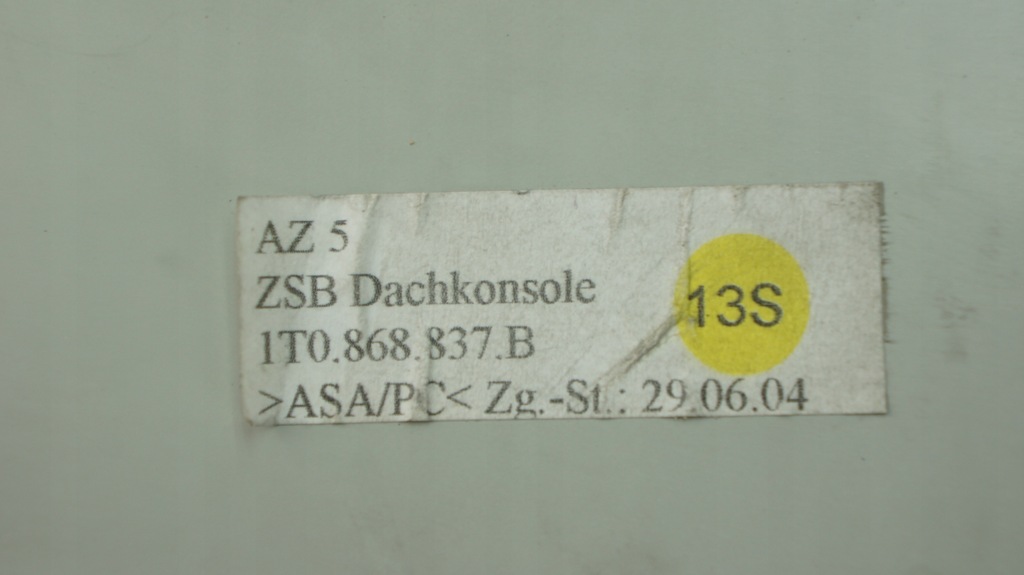 AZ 5
ZSB Dachkonsole
13S
1T0.868.837.B
>ASA/PC< Zg.-St.: 29.06.04